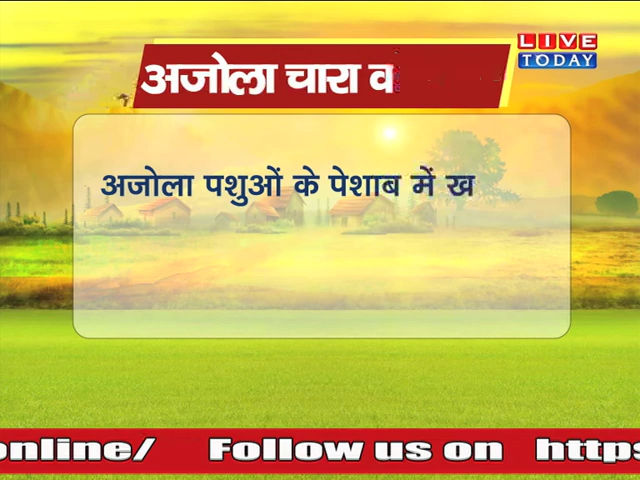 LIVE
TODAY
अजोला चारा व
अजोला पशुओं के पेशाब में ख
online/ Follow us on https